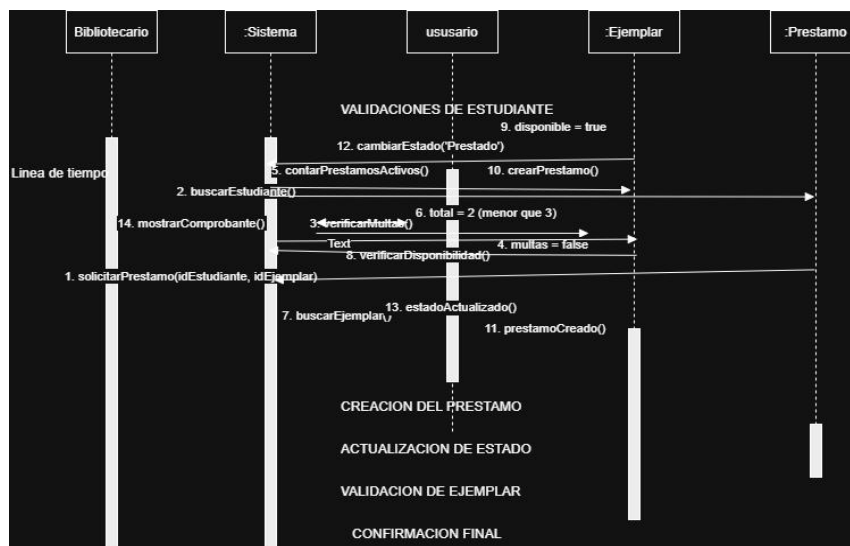 Bibliotecario
:Sistema
ususario
:Ejemplar
:Prestamo
VALIDACIONES DE ESTUDIANTE
9. disponible = true
12. cambiarEstado('Prestado')
Linea de tiempo
5. contarPrestamosActivos()
10. crearPrestamo()
2. buscarEstudiante()
6. total = 2 (menor que 3)
14. mostrarComprobante()
3. verificarMultas()
Text
4. multas = false
8. verificarDisponibilidad()
1. solicitarPrestamo(idEstudiante, idEjemplar)
13. estadoActualizado()
7. buscarEjemplar()
11. prestamoCreado()
CREACION DEL PRESTAMO
ACTUALIZACION DE ESTADO
VALIDACION DE EJEMPLAR
CONFIRMACION FINAL